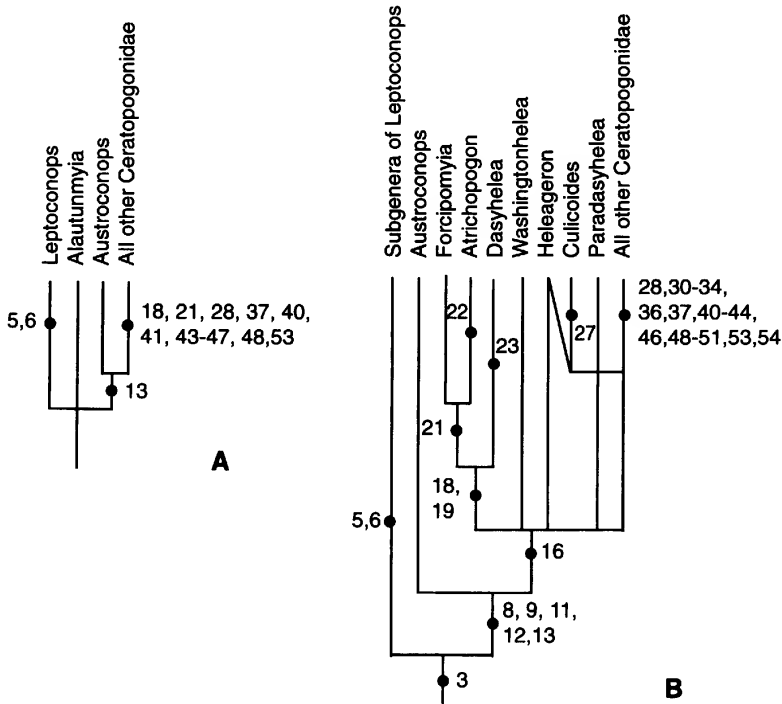 Leptoconops
Alautunmyia
Austroconops
All other Ceratopogonidae
5,6
18, 21, 28, 37, 40,
41, 43-47, 48,53
13
A
Subgenera of Leptoconops
Austroconops
Forcipomyia
Atrichopogon
Dasyhelea
Washingtonhelea
Heleageron
Culicoides
Paradasyhelea
All other Ceratopogonidae
28,30-34,
36,37,40-44,
46,48-51,53,54
22
27
23
21
18,
19
5,6
16
8, 9, 11,
12,13
3
B